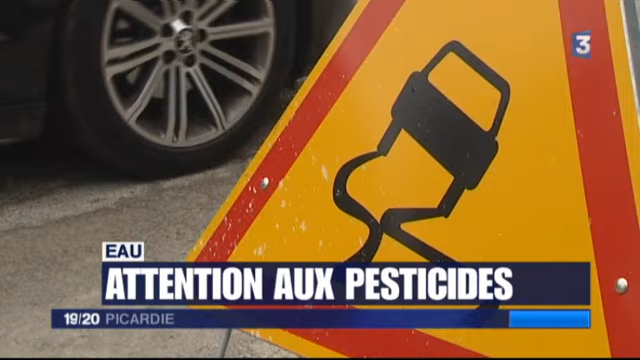 3
EAU
ATTENTION AUX PESTICIDES
19/20 PICARDIE